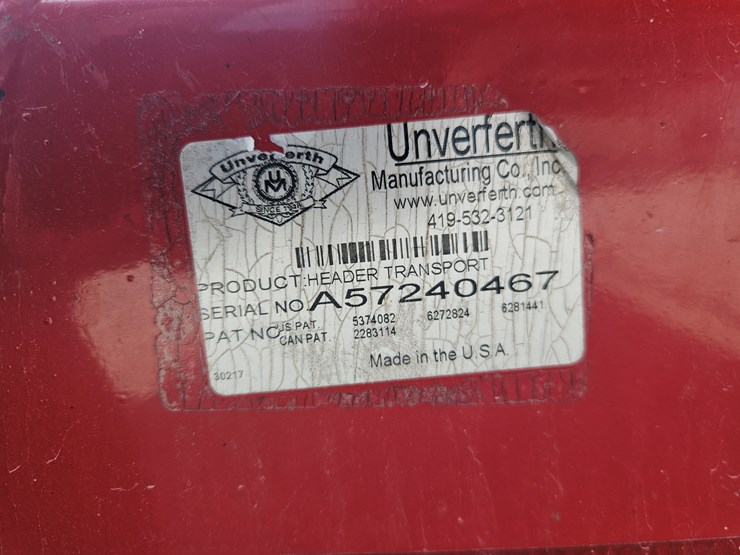 Unverferth
Unverferth
Manufacturing Co., Inc.
www.unverferth.com
419-532-3121
PRODUCT: HEADER TRANSPORT
SERIAL NO. A57240467
PAT NO. US PAT. 5374082 6272824 6281441
CAN PAT. 2283114
Made in the U.S.A.
30217